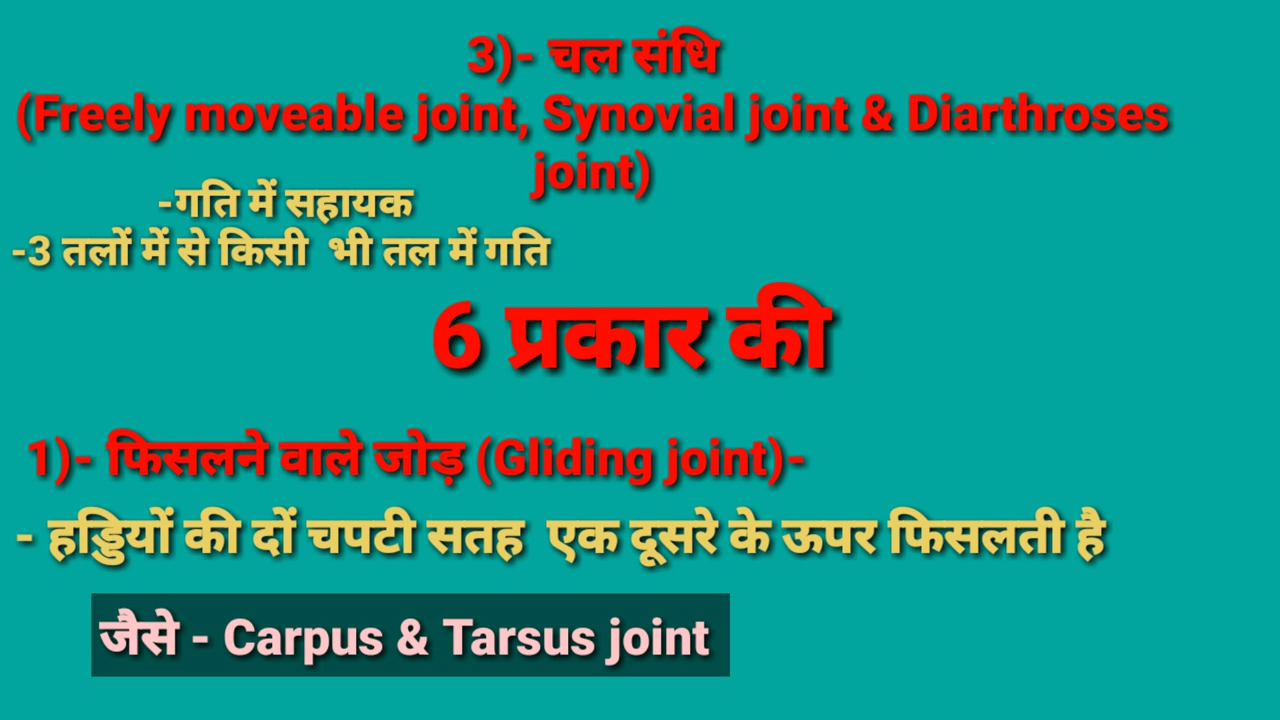 3)- चल संधि
(Freely moveable joint, Synovial joint & Diarthroses
joint)
-गति में सहायक
-3 तलों में से किसी भी तल में गति
6 प्रकार की
1)- फिसलने वाले जोड़ (Gliding joint)-
- हड्डियों की दों चपटी सतह एक दूसरे के ऊपर फिसलती है
जैसे - Carpus & Tarsus joint